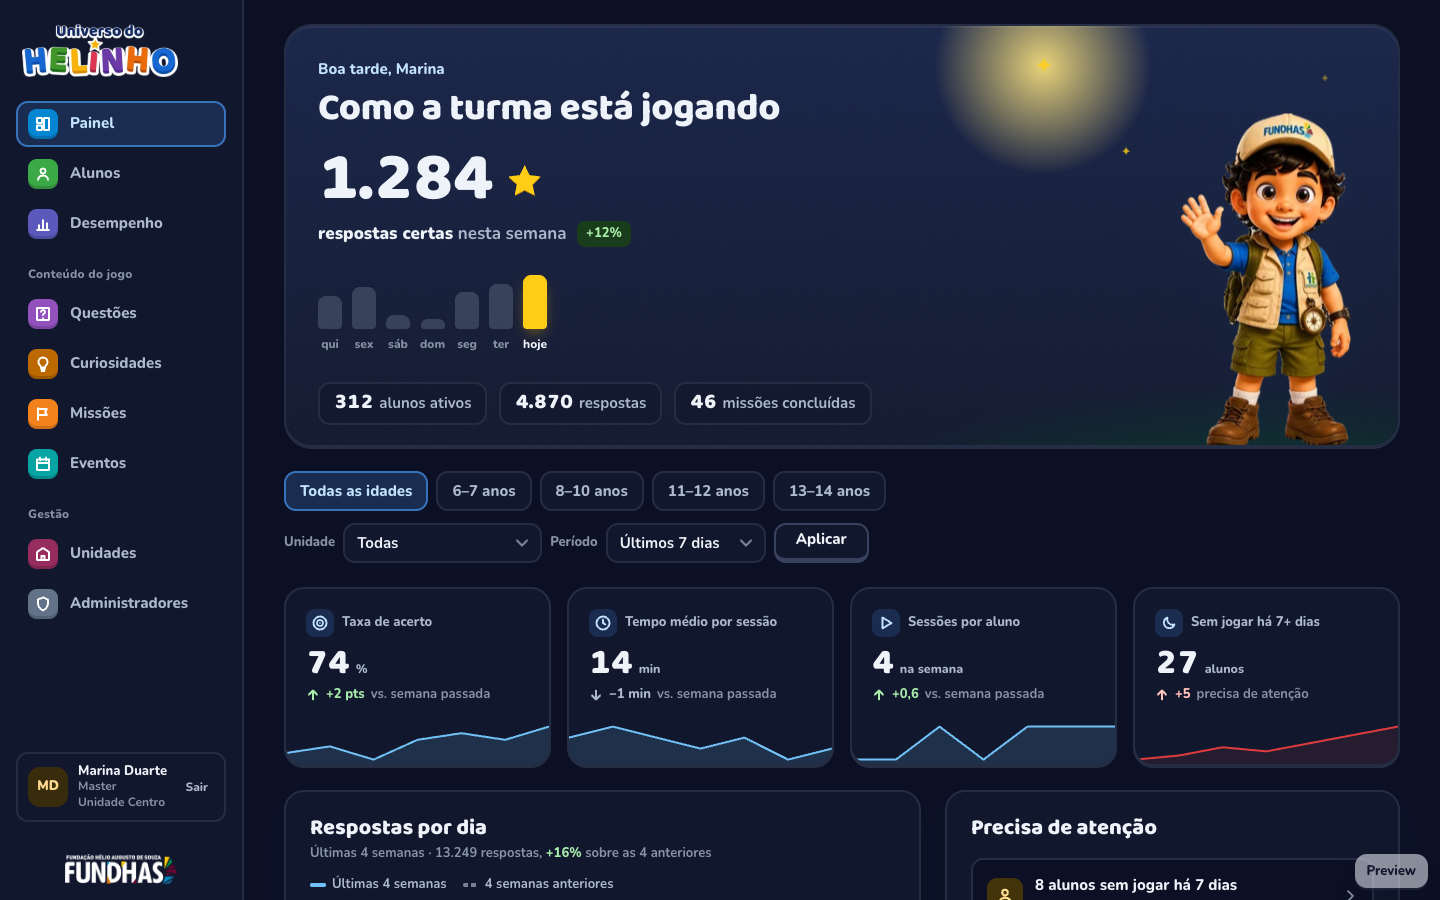 Universo do
HELINHO
Painel
Alunos
Desempenho
Conteúdo do jogo
Questões
Curiosidades
Missões
Eventos
Gestão
Unidades
Administradores
MD
Marina Duarte
Master
Unidade Centro
Sair
FUNDAÇÃO HÉLIO AUGUSTO DE SOUZA
FUNDHAS
Boa tarde, Marina
Como a turma está jogando
1.284
respostas certas nesta semana +12%
qui sex sáb dom seg ter hoje
312 alunos ativos
4.870 respostas
46 missões concluídas
FUNDHAS
Todas as idades
6–7 anos
8–10 anos
11–12 anos
13–14 anos
Unidade Todas
Período Últimos 7 dias
Aplicar
Taxa de acerto
74 %
+2 pts vs. semana passada
Tempo médio por sessão
14 min
−1 min vs. semana passada
Sessões por aluno
4 na semana
+0,6 vs. semana passada
Sem jogar há 7+ dias
27 alunos
+5 precisa de atenção
Respostas por dia
Últimas 4 semanas · 13.249 respostas, +16% sobre as 4 anteriores
Últimas 4 semanas
4 semanas anteriores
Precisa de atenção
8 alunos sem jogar há 7 dias
Preview